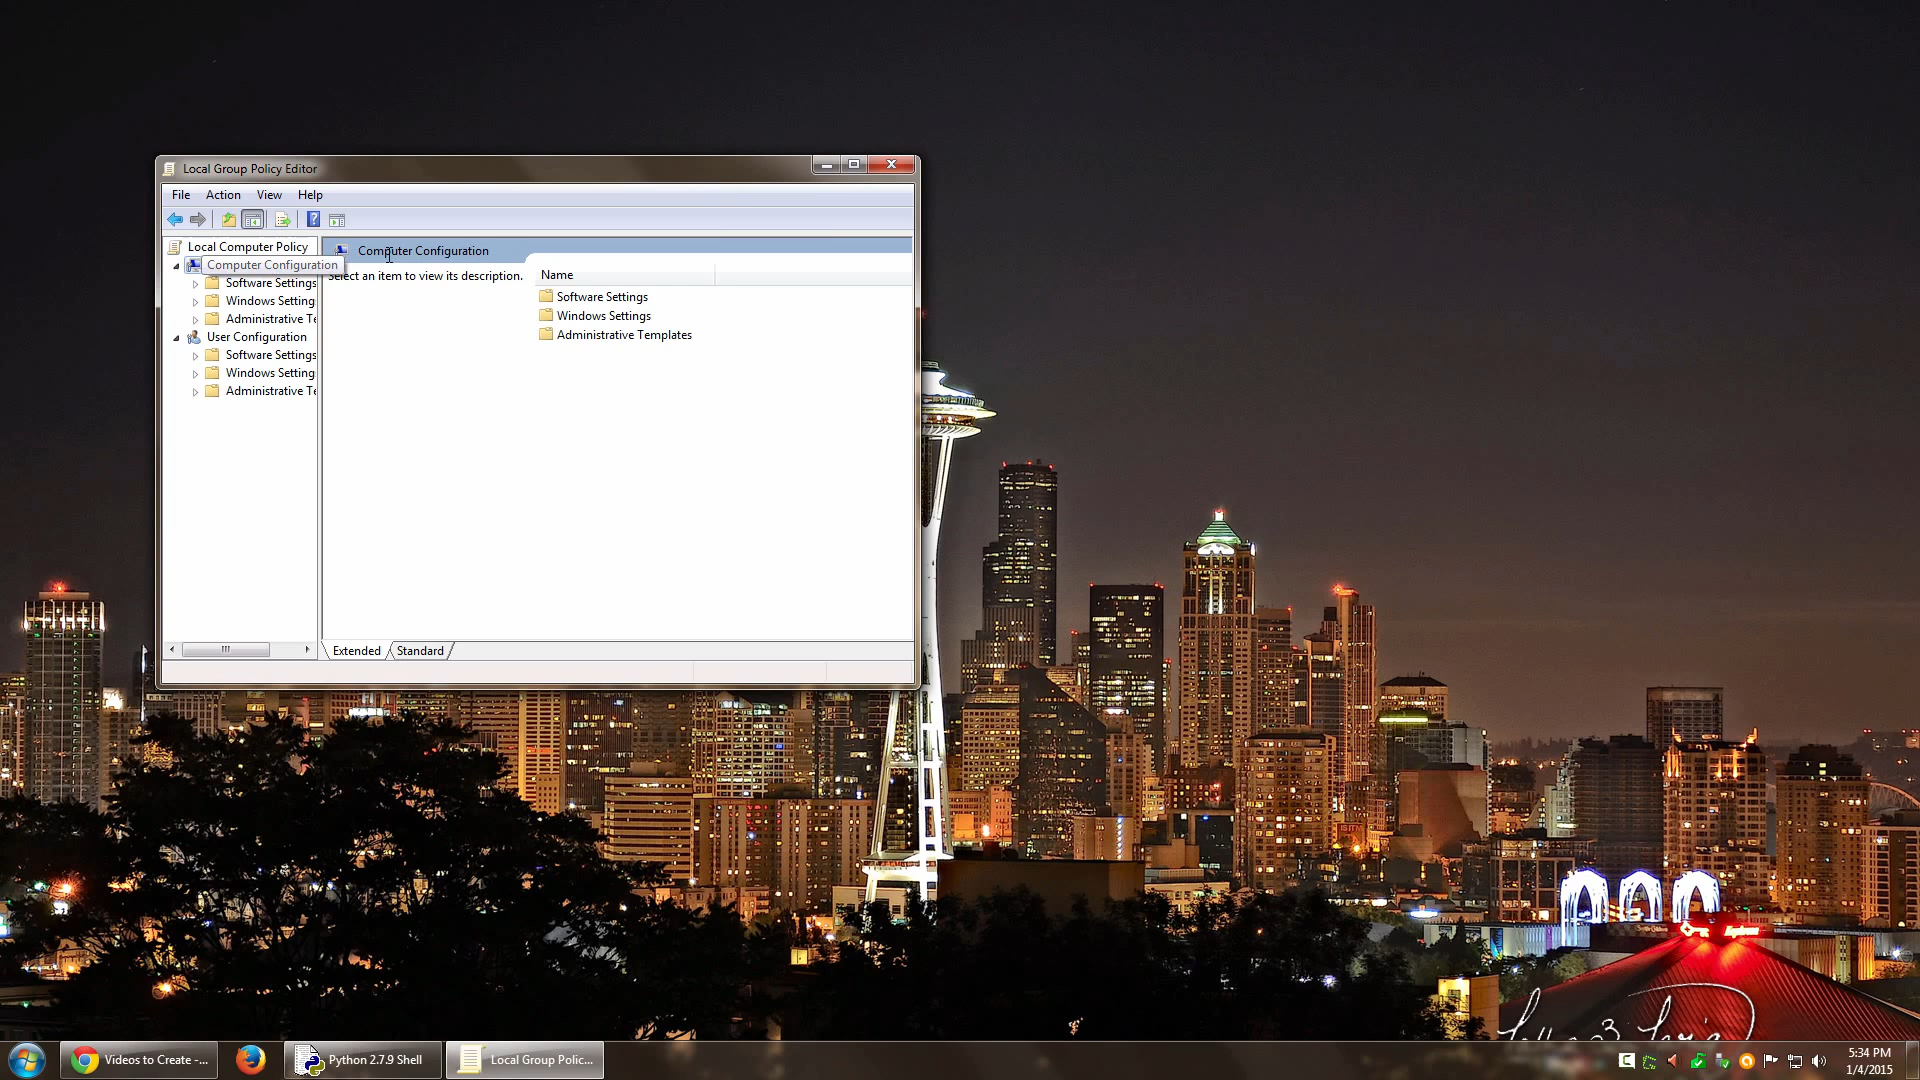 Local Group Policy Editor
File Action View Help
Local Computer Policy
Computer Configuration
Software Settings
Windows Setting
Administrative Te
User Configuration
Software Settings
Windows Setting
Administrative Te
Computer Configuration
Select an item to view its description.
Name
Software Settings
Windows Settings
Administrative Templates
Extended Standard
Videos to Create -...
Python 2.7.9 Shell
Local Group Polic...
5:34 PM
1/4/2015